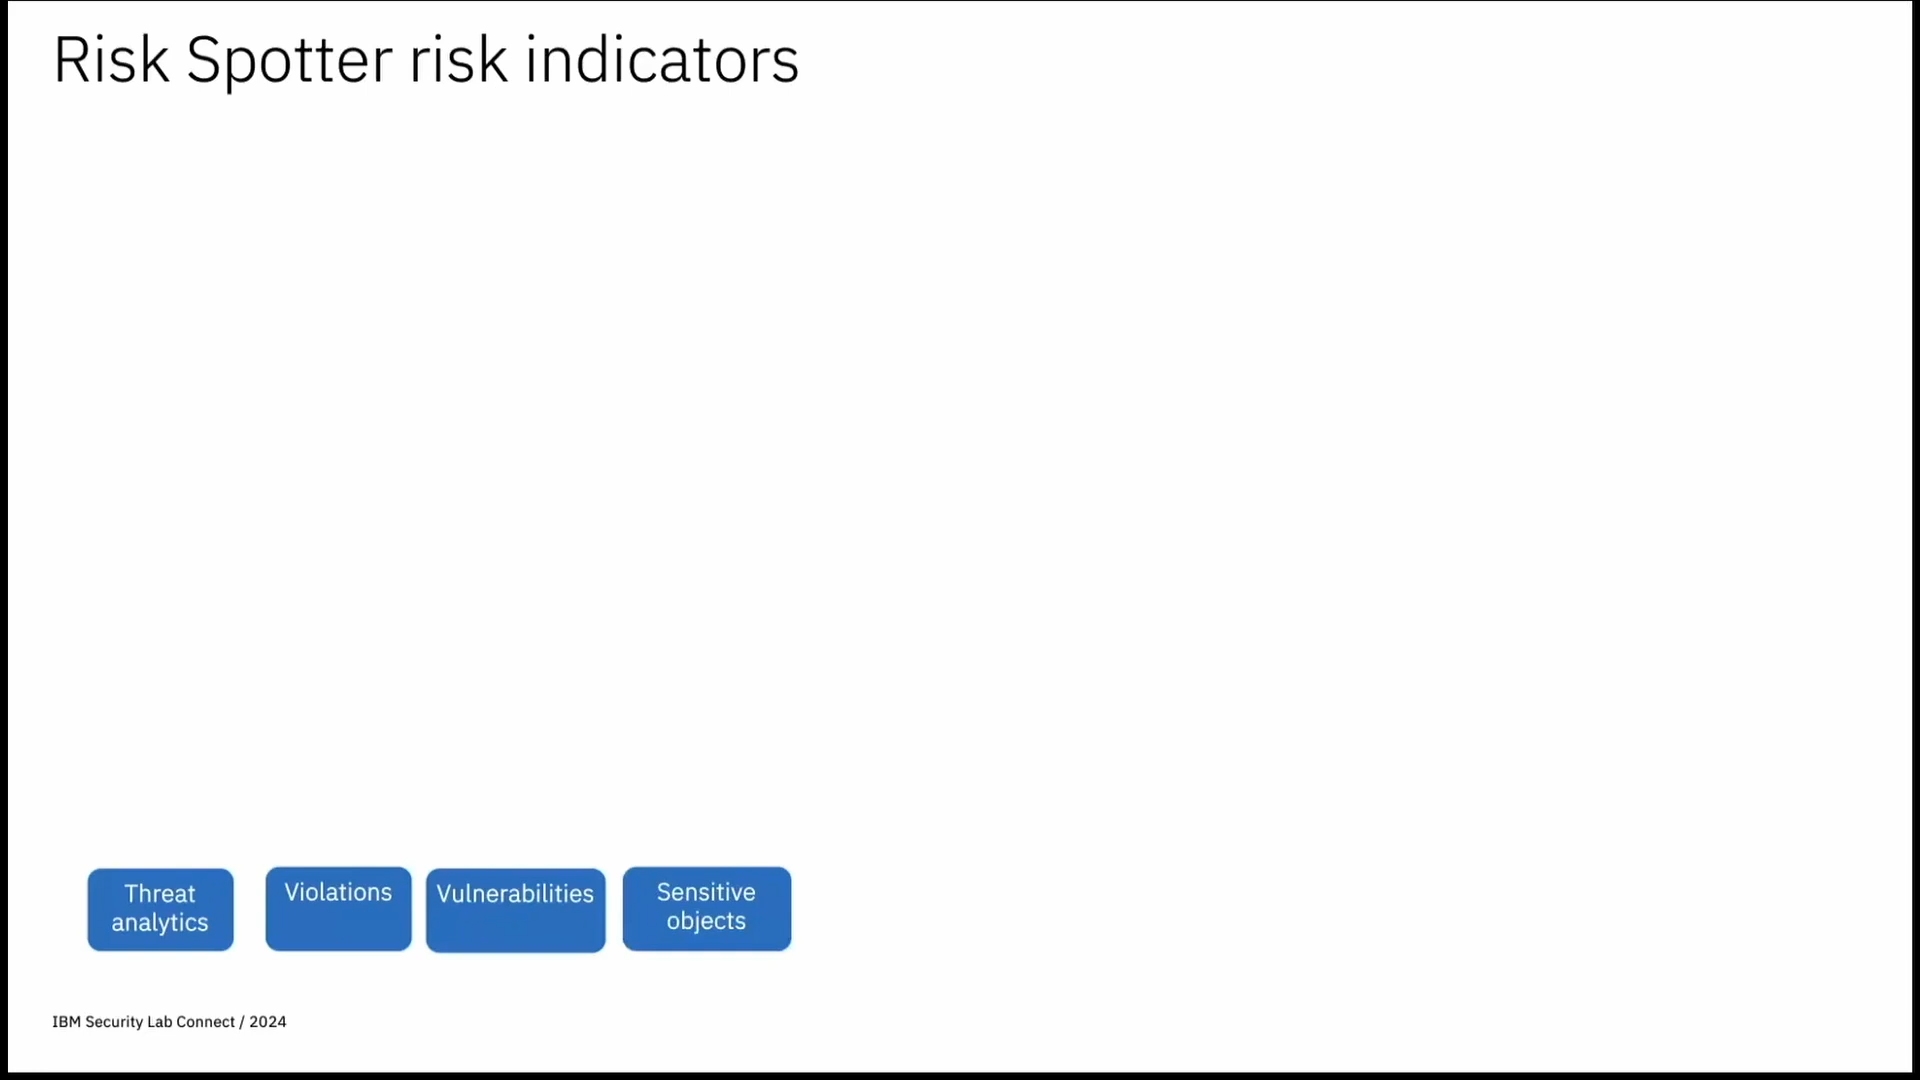 Risk Spotter risk indicators
Threat
analytics
Violations
Vulnerabilities
Sensitive
objects
IBM Security Lab Connect / 2024